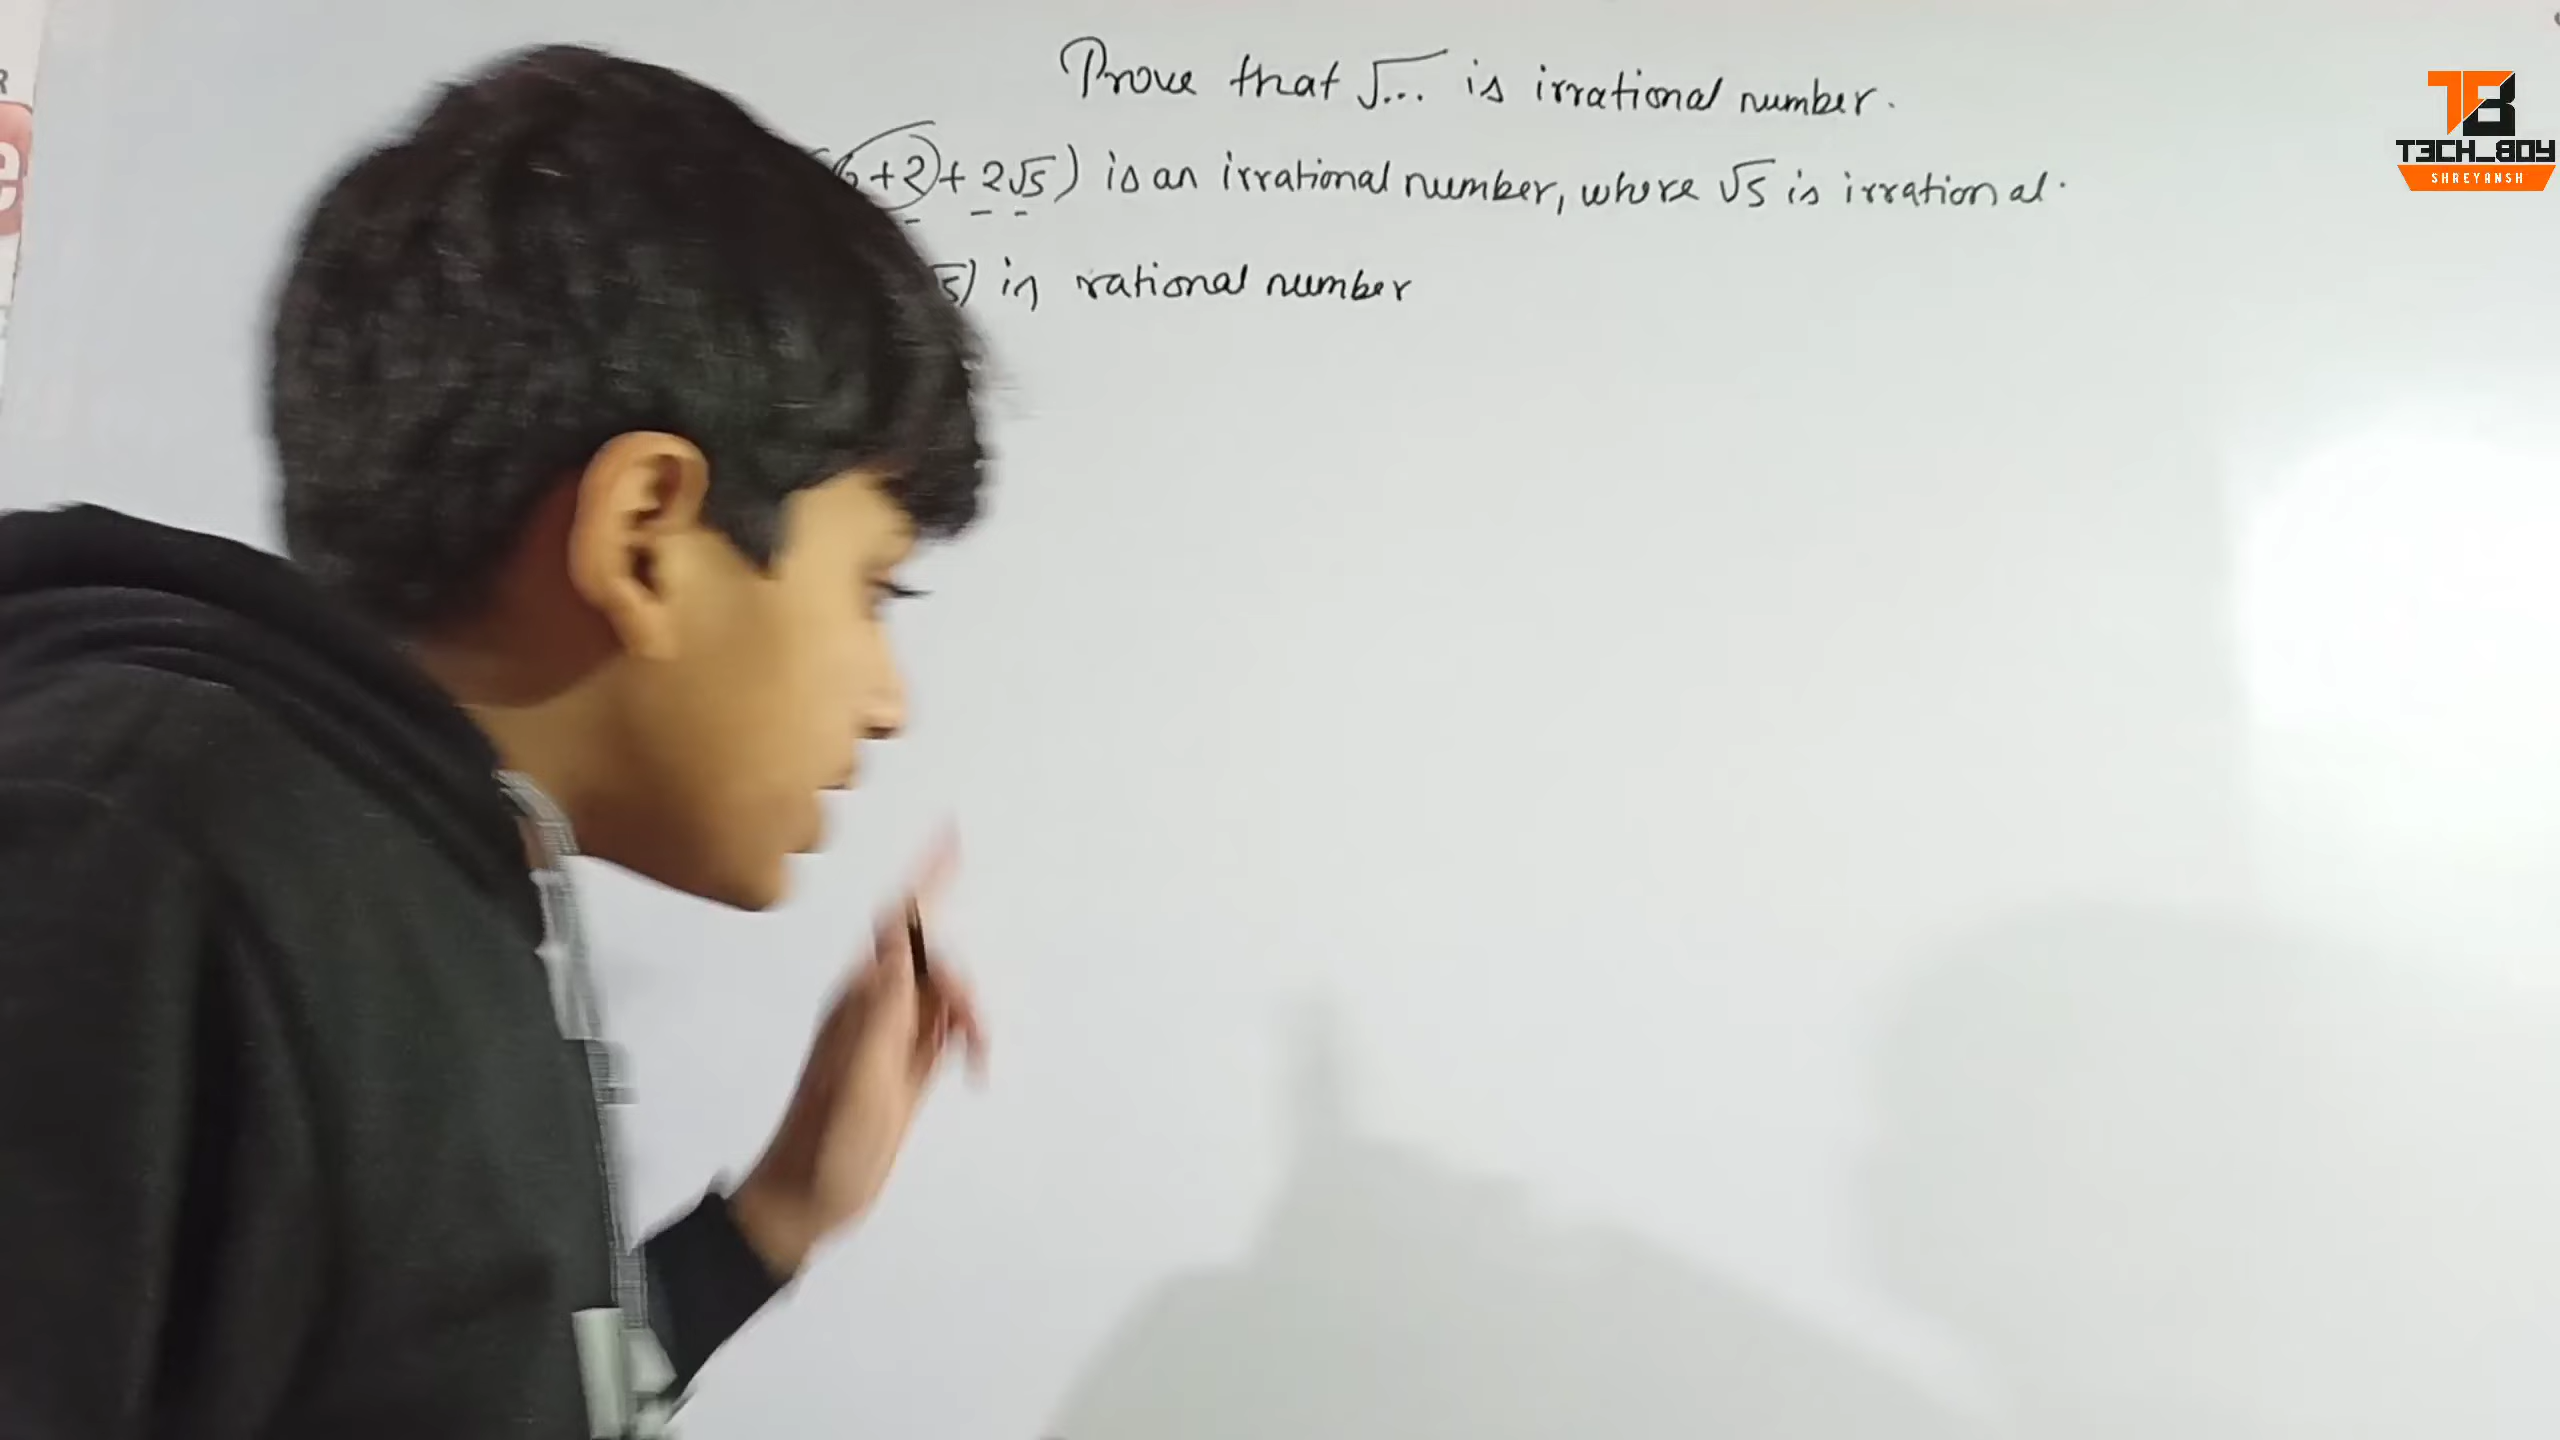 Prove that √... is irrational number.
+2)+ 2√5) is an irrational number, where √5 is irrational.
5) in rational number
T3CH_BOY
SHREYANSH